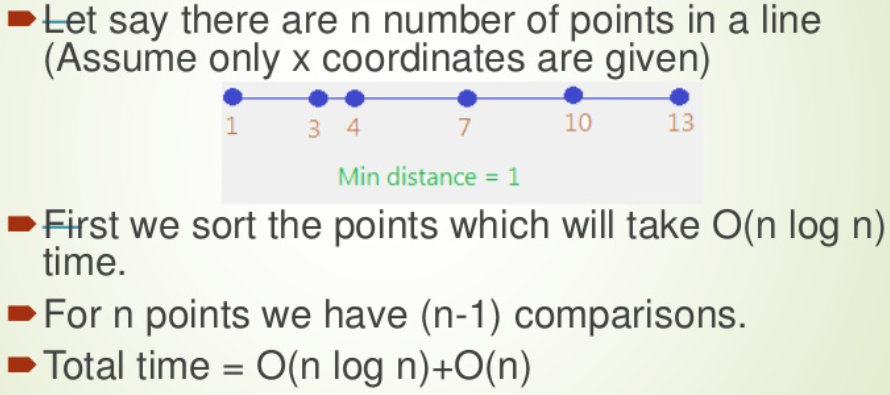 Let say there are n number of points in a line
(Assume only x coordinates are given)
1 3 4 7 10 13
Min distance = 1
First we sort the points which will take O(n log n)
time.
For n points we have (n-1) comparisons.
Total time = O(n log n)+O(n)